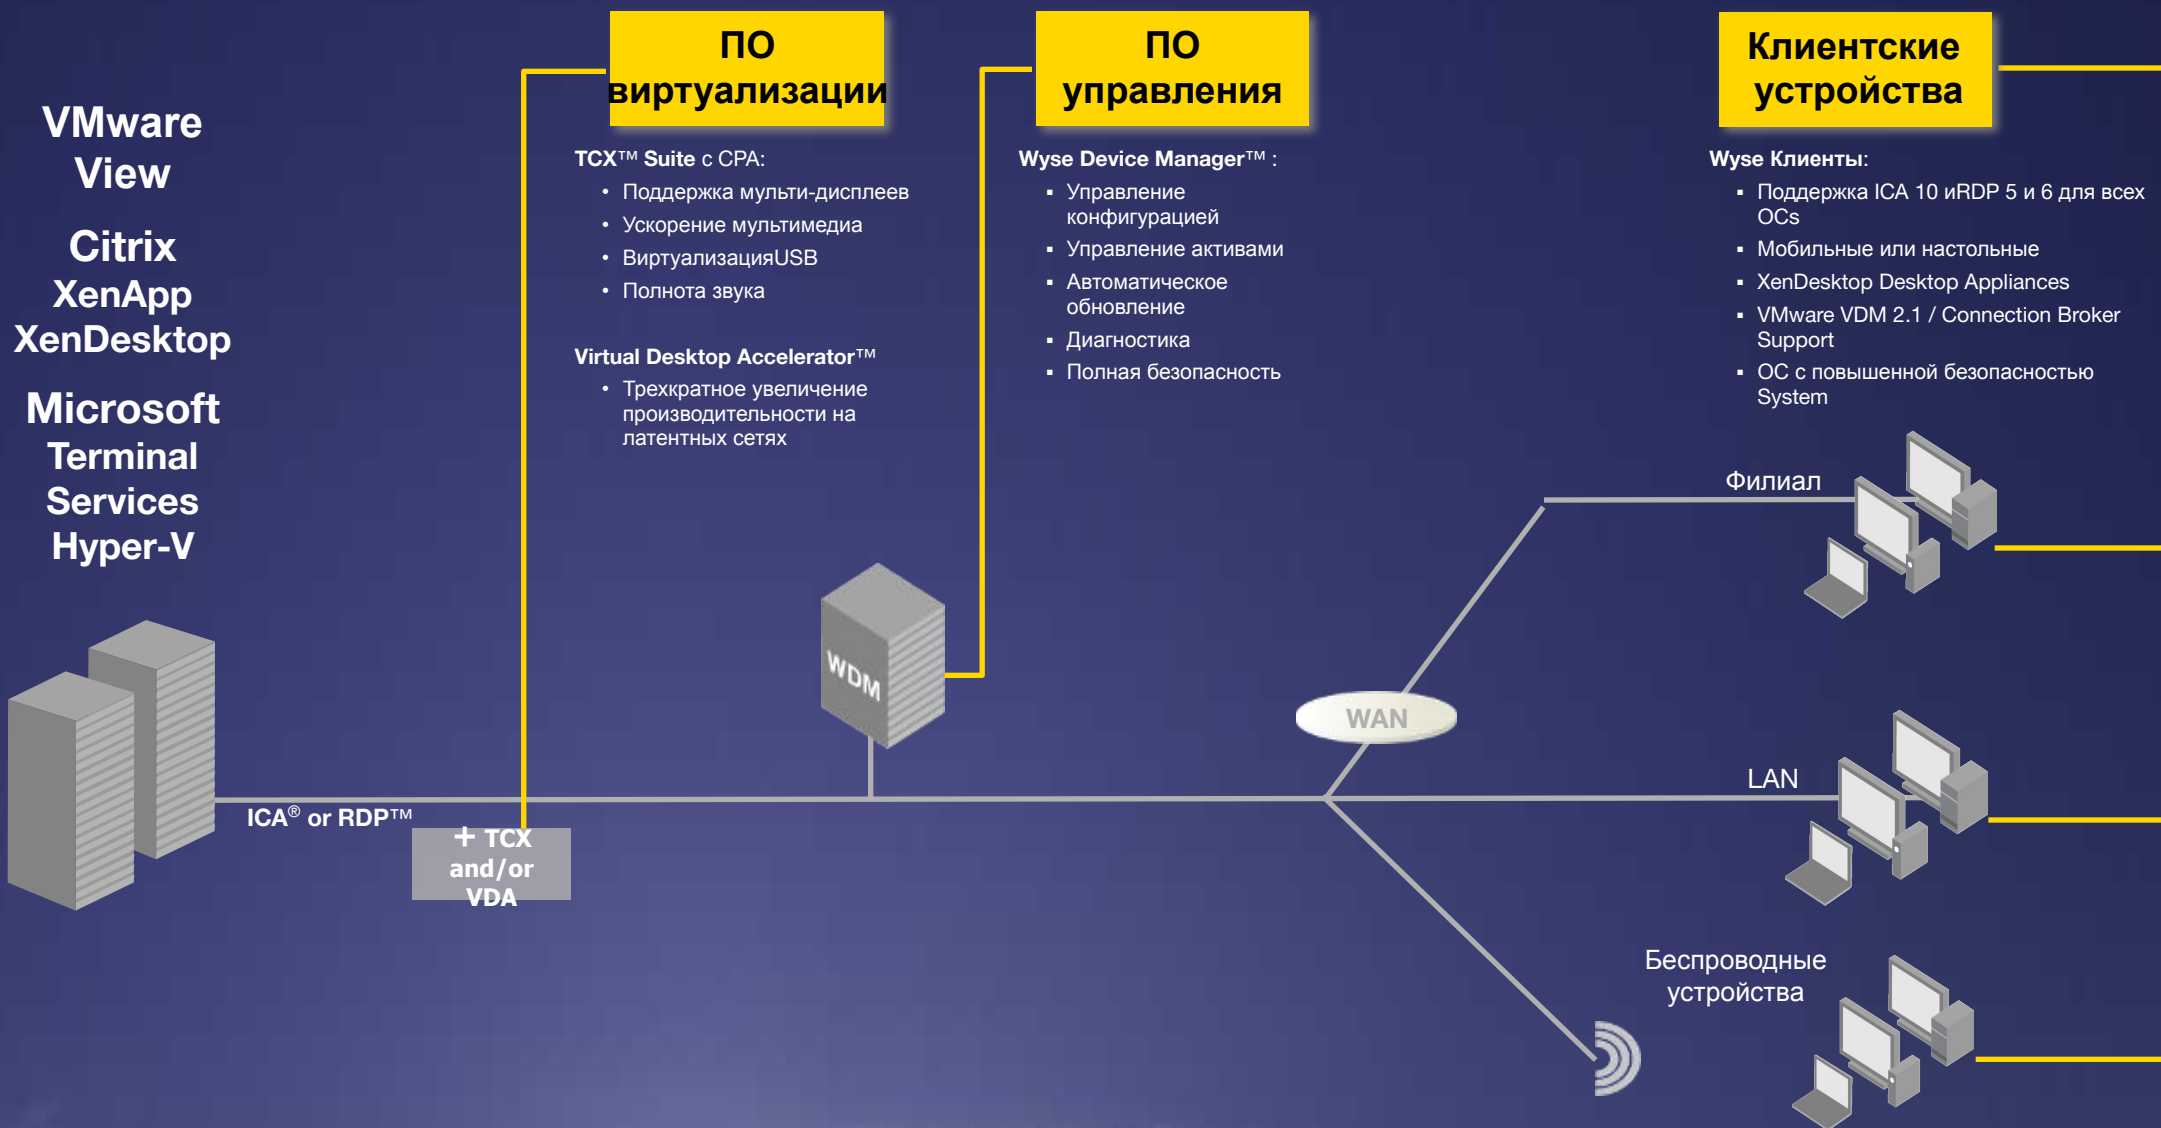 VMware
View
Citrix
XenApp
XenDesktop
Microsoft
Terminal
Services
Hyper-V
ПО
виртуализации
TCX™ Suite с CPA:
• Поддержка мульти-дисплеев
• Ускорение мультимедиа
• ВиртуализацияUSB
• Полнота звука
Virtual Desktop Accelerator™
• Трехкратное увеличение
производительности на
латентных сетях
ПО
управления
Wyse Device Manager™ :
▪ Управление
конфигурацией
▪ Управление активами
▪ Автоматическое
обновление
▪ Диагностика
▪ Полная безопасность
Клиентские
устройства
Wyse Клиенты:
▪ Поддержка ICA 10 иRDP 5 и 6 для всех
ОСs
▪ Мобильные или настольные
▪ XenDesktop Desktop Appliances
▪ VMware VDM 2.1 / Connection Broker
Support
▪ ОС с повышенной безопасностью
System
Филиал
WDM
WAN
LAN
ICA® or RDP™
+ TCX
and/or
VDA
Беспроводные
устройства